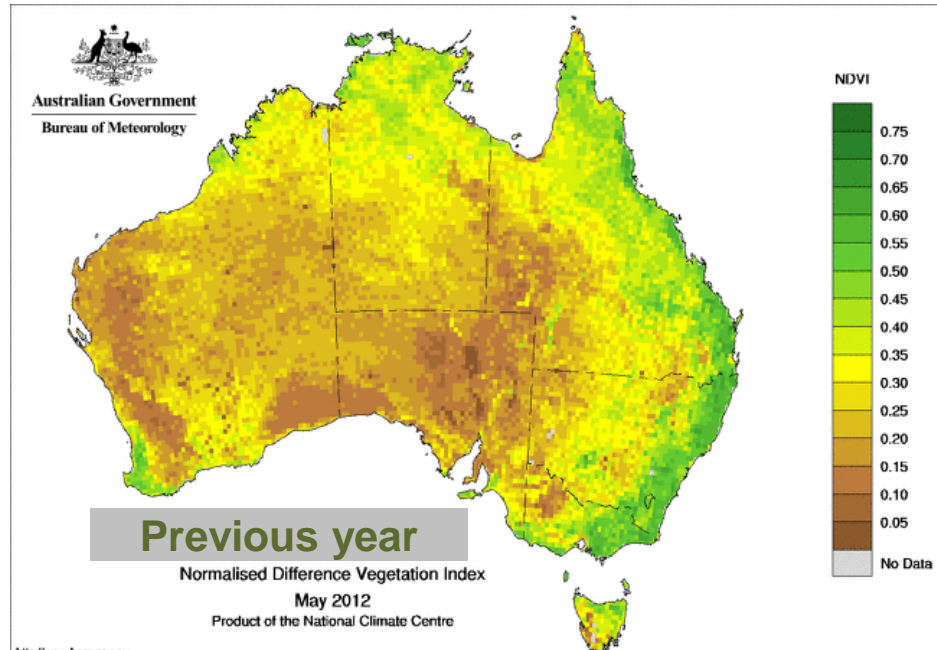 Australian Government
Bureau of Meteorology
NDVI
0.75
0.70
0.65
0.60
0.55
0.50
0.45
0.40
0.35
0.30
0.25
0.20
0.15
0.10
0.05
No Data
Previous year
Normalised Difference Vegetation Index
May 2012
Product of the National Climate Centre